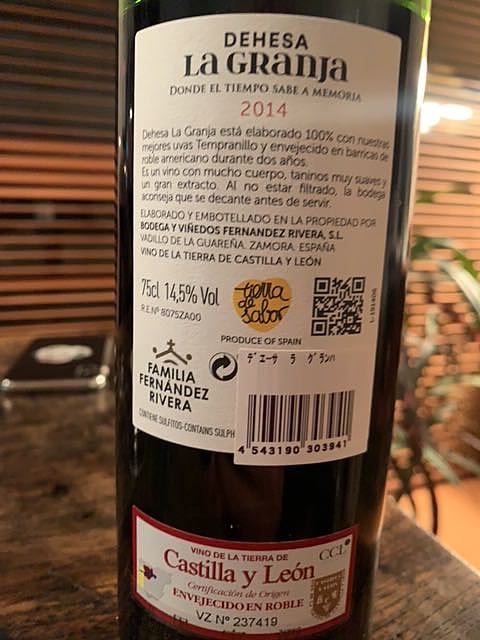 DEHESA
LA GRANJA
DONDE EL TIEMPO SABE A MEMORIA
2014
Dehesa La Granja está elaborado 100% con nuestras
mejores uvas Tempranillo y envejecido en barricas de
roble americano durante dos años.
Es un vino con mucho cuerpo, taninos muy suaves y
un gran extracto. Al no estar filtrado, la bodega
aconseja que se decante antes de servir.
ELABORADO Y EMBOTELLADO EN LA PROPIEDAD POR
BODEGA Y VIÑEDOS FERNANDEZ RIVERA, S.L.
VADILLO DE LA GUAREÑA. ZAMORA. ESPAÑA
VINO DE LA TIERRA DE CASTILLA Y LEÓN
75cl 14,5% Vol
R.E.Nº 8075ZA00
tierra
de
sabor
L-191406
PRODUCE OF SPAIN
FAMILIA
FERNÁNDEZ
RIVERA
CONTIENE SULFITOS-CONTAINS SULPH
デエーサ ラ グランハ
4 543190 303941
VINO DE LA TIERRA DE
CCL
Castilla y León
Certificación de Origen
ENVEJECIDO EN ROBLE
VZ Nº 237419